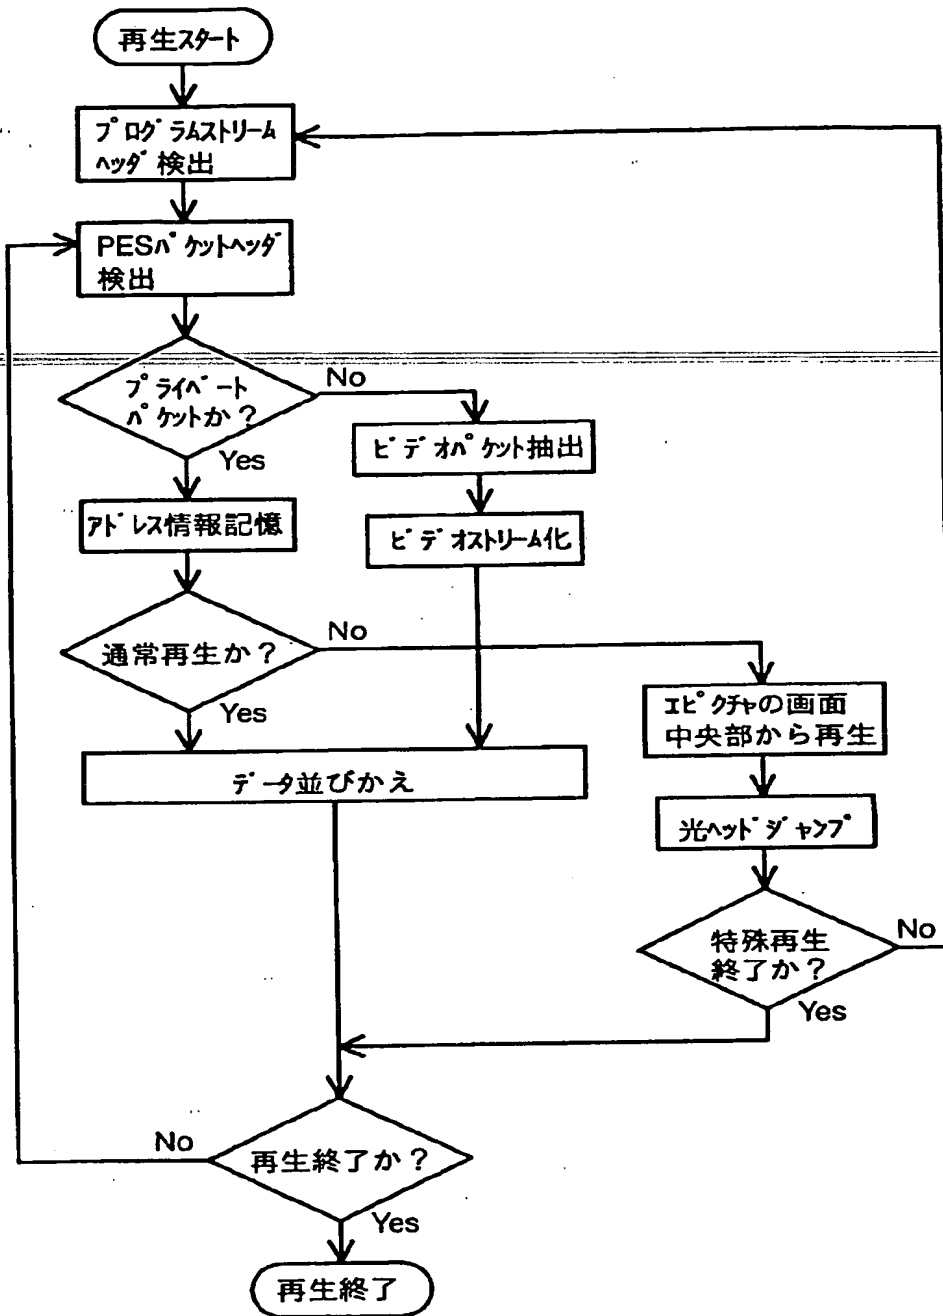 再生スタート
プログラムストリーム
ヘッダ検出
PESパケットヘッダ
検出
プライベート
パケットか?
No
Yes
ビデオパケット抽出
アドレス情報記憶
ビデオストリーム化
通常再生か?
No
Yes
エピクチャの画面
中央部から再生
データ並びかえ
光ヘッドジャンプ
特殊再生
終了か?
No
Yes
再生終了か?
No
Yes
再生終了